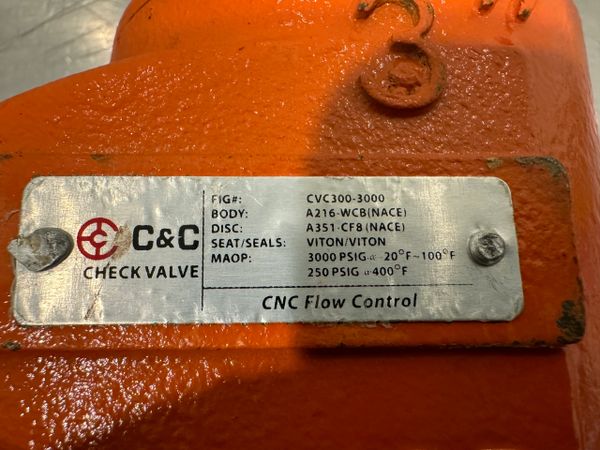 3"
C&C
CHECK VALVE
FIG#: CVC300-3000
BODY: A216-WCB(NACE)
DISC: A351-CF8(NACE)
SEAT/SEALS: VITON/VITON
MAOP: 3000 PSIG @ -20°F~100°F
250 PSIG @ 400°F
CNC Flow Control